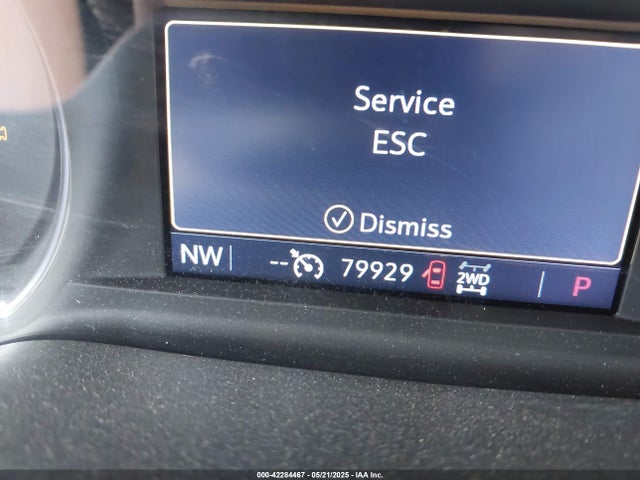 Service
ESC
Dismiss
NW -- 79929 2WD P
000-42284467 - 05/21/2025 - IAA Inc.